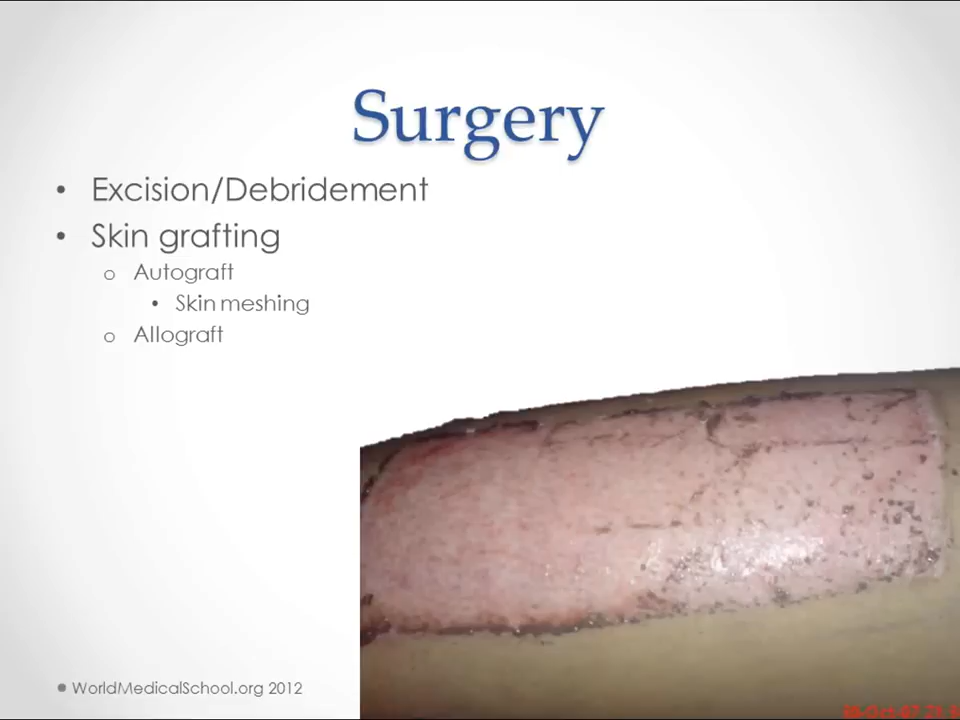 Surgery
• Excision/Debridement
• Skin grafting
o Autograft
• Skin meshing
o Allograft
WorldMedicalSchool.org 2012